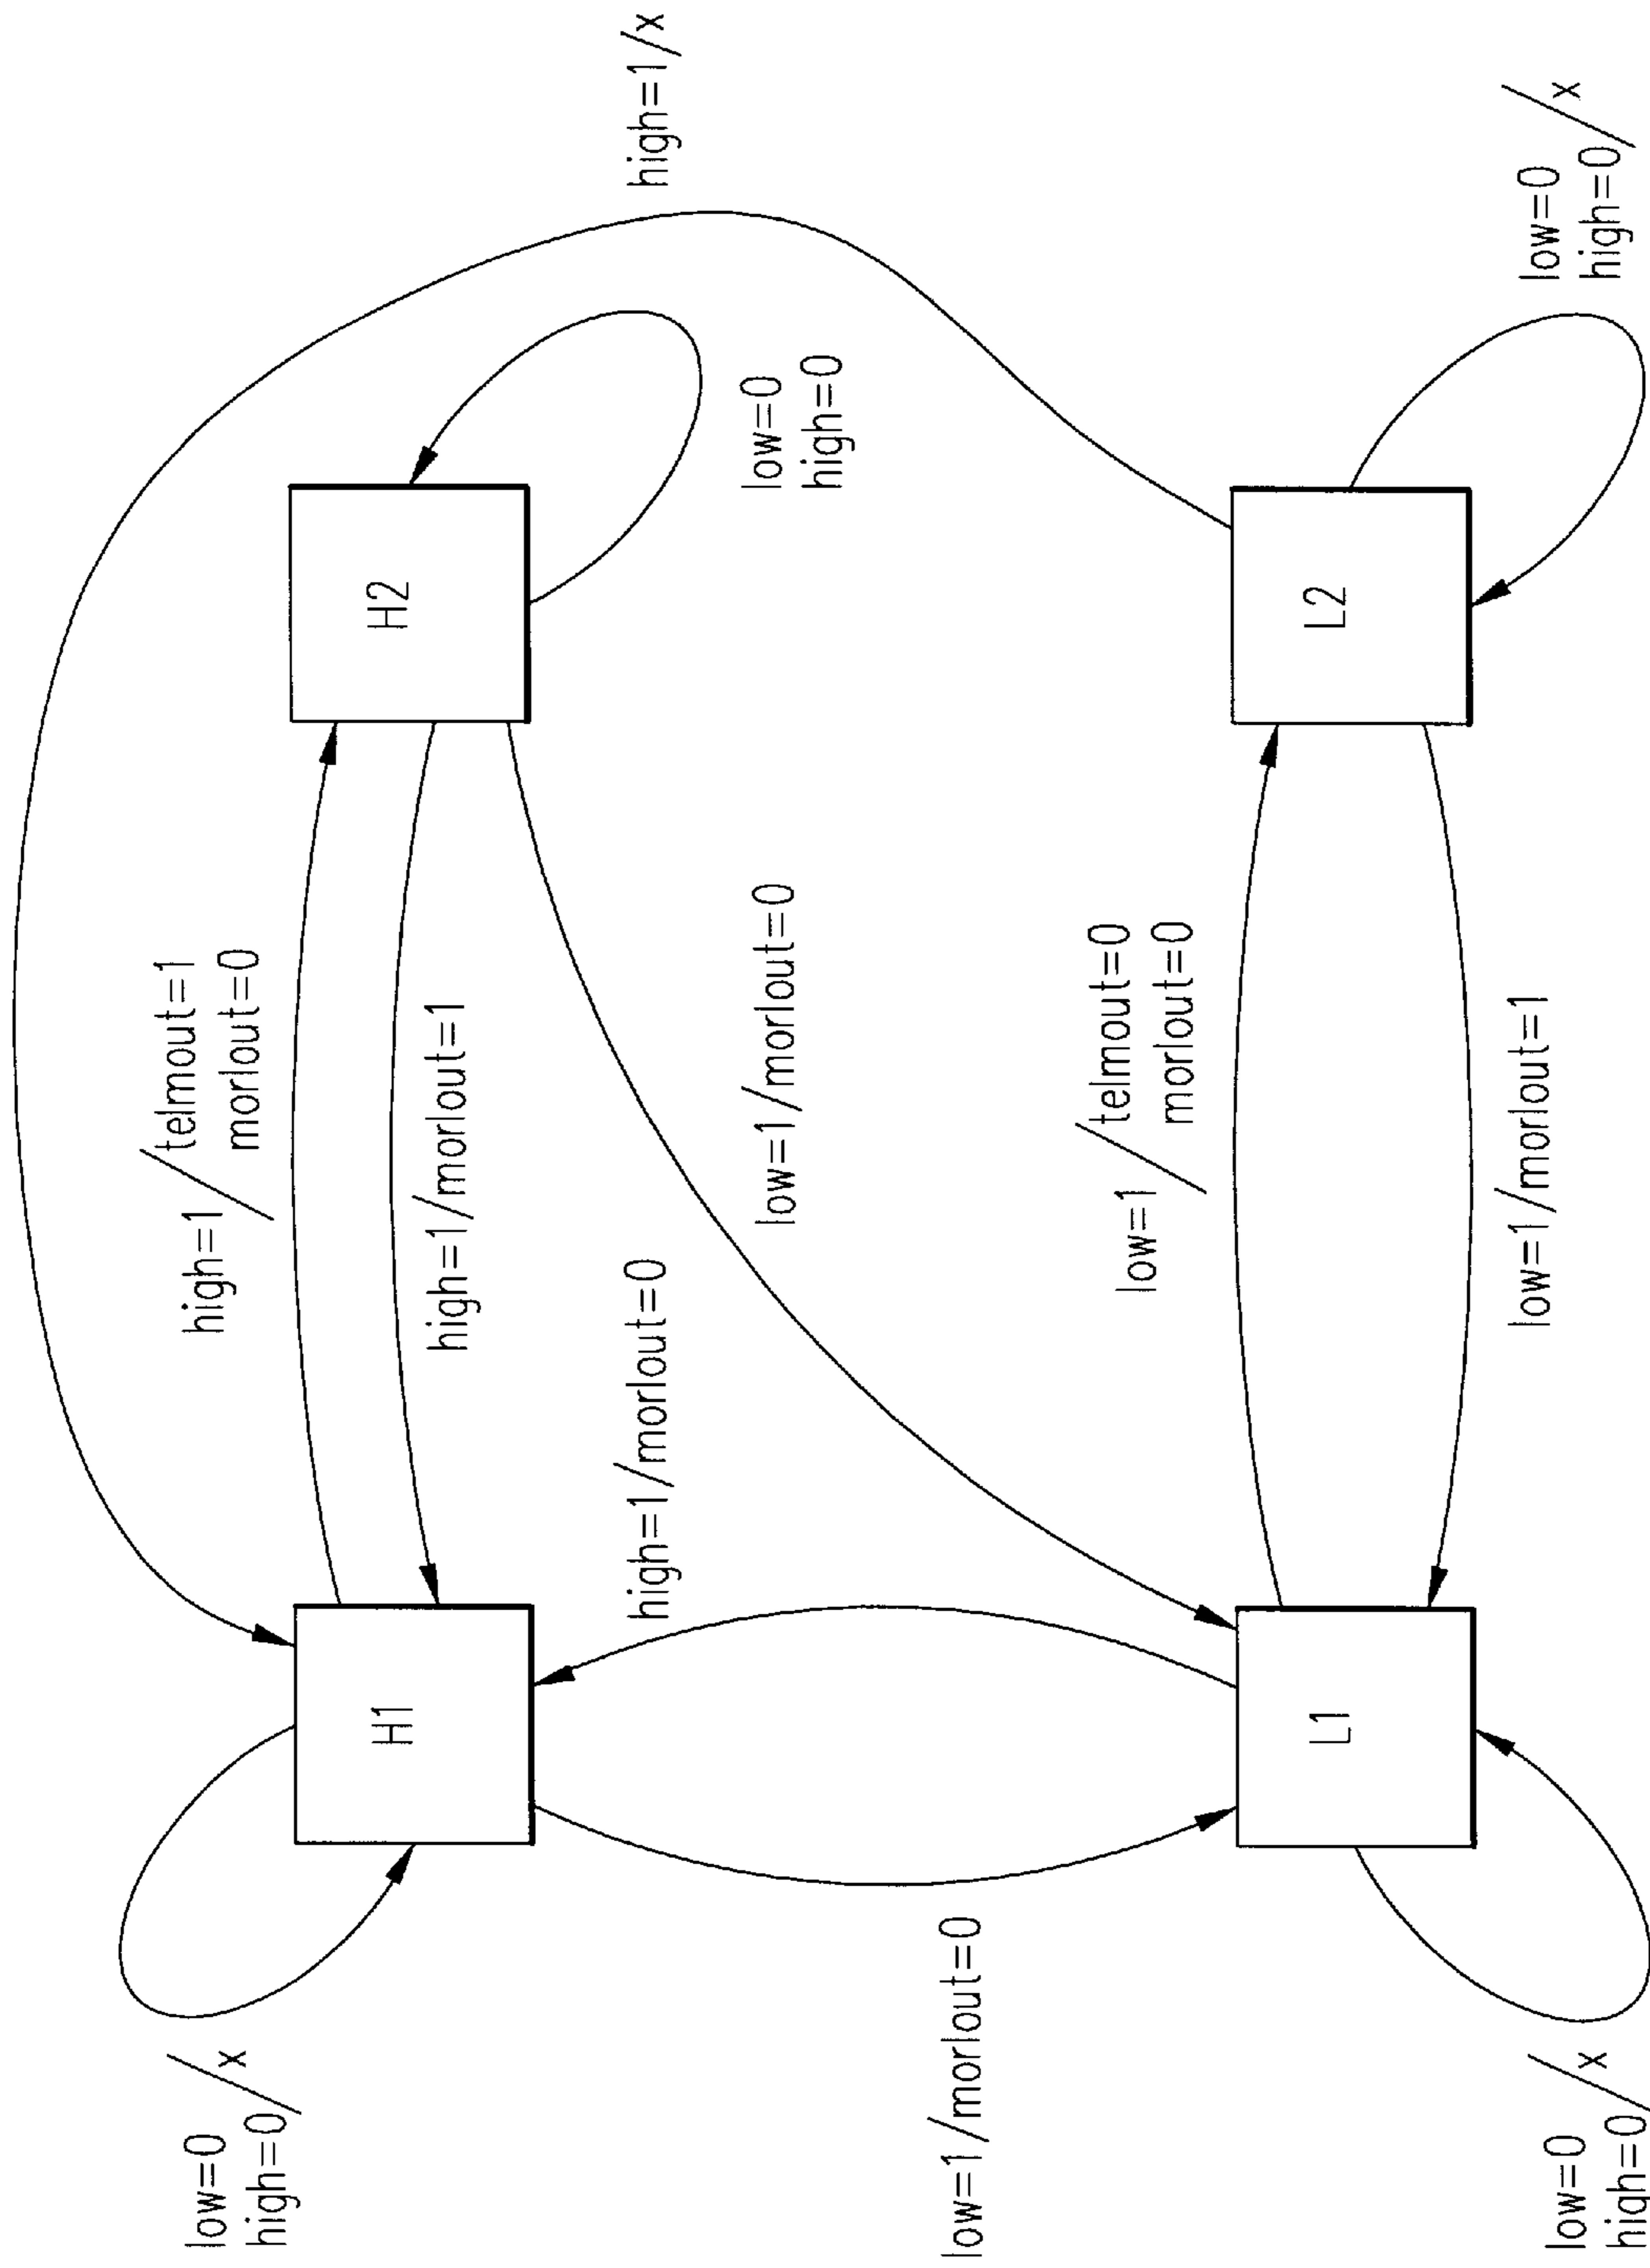 low=0
high=0/x
high=1/telmout=1
morlout=0
high=1/morlout=1
H1
H2
high=1/morlout=0
low=0
high=0
high=1/x
low=1/morlout=0
low=1/morlout=0
low=1/telmout=0
morlout=0
L1
L2
low=1/morlout=1
low=0
high=0/x
low=0
high=0/x